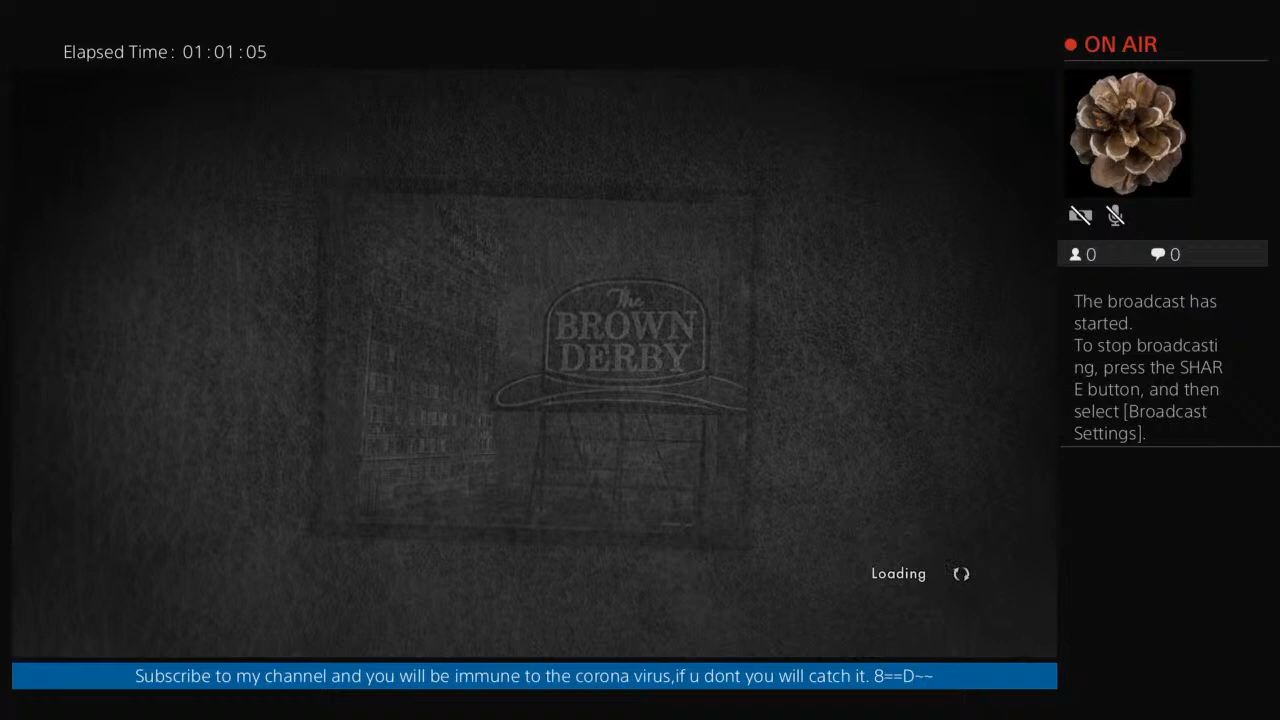 Elapsed Time: 01:01:05
ON AIR
0 0
The broadcast has
started.
To stop broadcasti
ng, press the SHAR
E button, and then
select [Broadcast
Settings].
The
BROWN
DERBY
Loading
Subscribe to my channel and you will be immune to the corona virus,if u dont you will catch it. 8==D~~